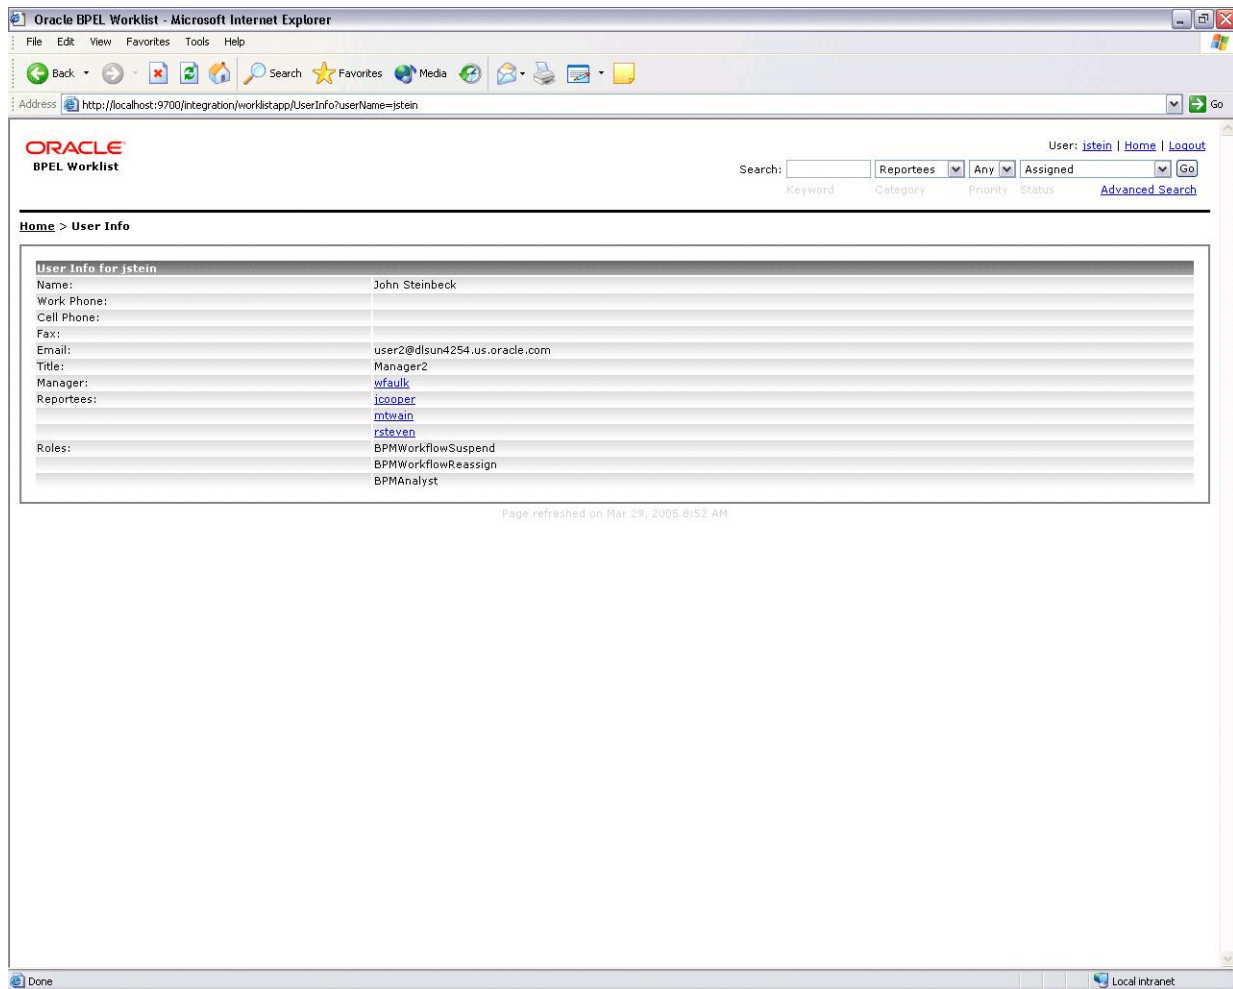 Oracle BPEL Worklist - Microsoft Internet Explorer
File Edit View Favorites Tools Help
Back Search Favorites Media
Address http://localhost:9700/integration/worklistapp/UserInfo?userName=jstein Go
ORACLE
BPEL Worklist
User: jstein | Home | Logout
Search: Reportees Any Assigned Go
Keyword Category Priority Status Advanced Search
Home > User Info
User Info for jstein
Name: John Steinbeck
Work Phone:
Cell Phone:
Fax:
Email: user2@dlsun4254.us.oracle.com
Title: Manager2
Manager: wfaulk
Reportees: jcooper
mtwain
rsteven
Roles: BPMWorkflowSuspend
BPMWorkflowReassign
BPMAnalyst
Page refreshed on Mar 29, 2005 8:52 AM
Done Local intranet